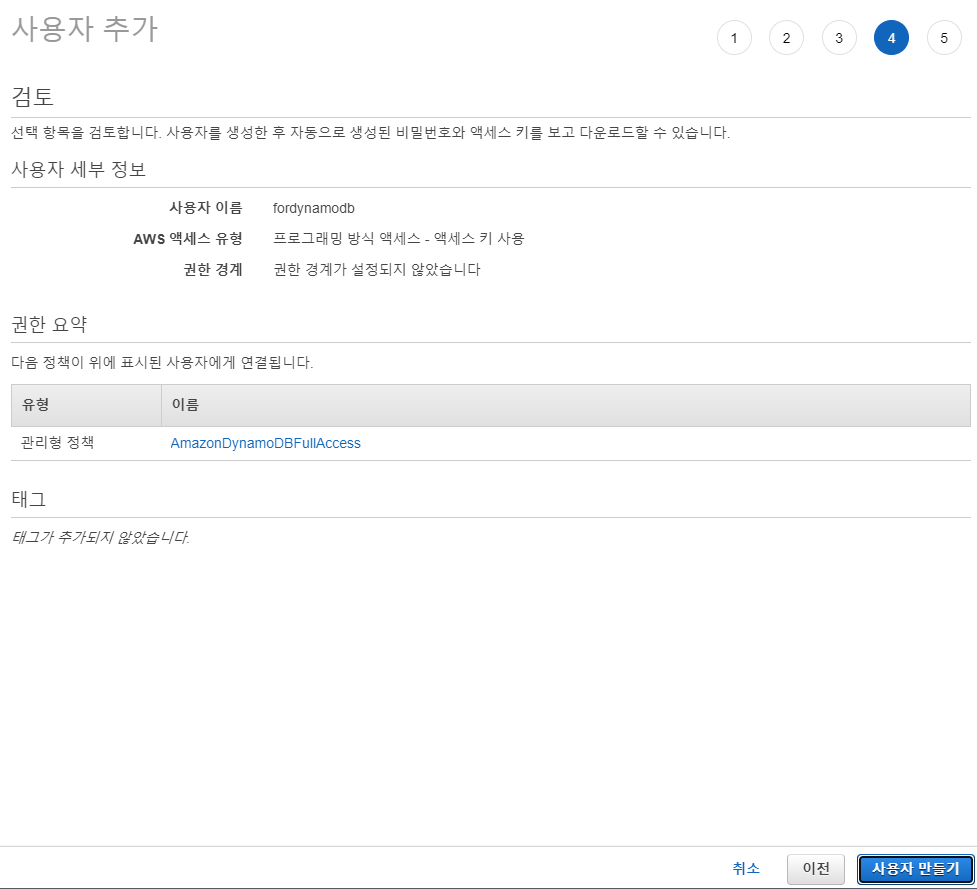 사용자 추가
1 2 3 4 5
검토
선택 항목을 검토합니다. 사용자를 생성한 후 자동으로 생성된 비밀번호와 액세스 키를 보고 다운로드할 수 있습니다.
사용자 세부 정보
사용자 이름 fordynamodb
AWS 액세스 유형 프로그래밍 방식 액세스 - 액세스 키 사용
권한 경계 권한 경계가 설정되지 않았습니다
권한 요약
다음 정책이 위에 표시된 사용자에게 연결됩니다.
유형 이름
관리형 정책 AmazonDynamoDBFullAccess
태그
태그가 추가되지 않았습니다.
취소 이전 사용자 만들기